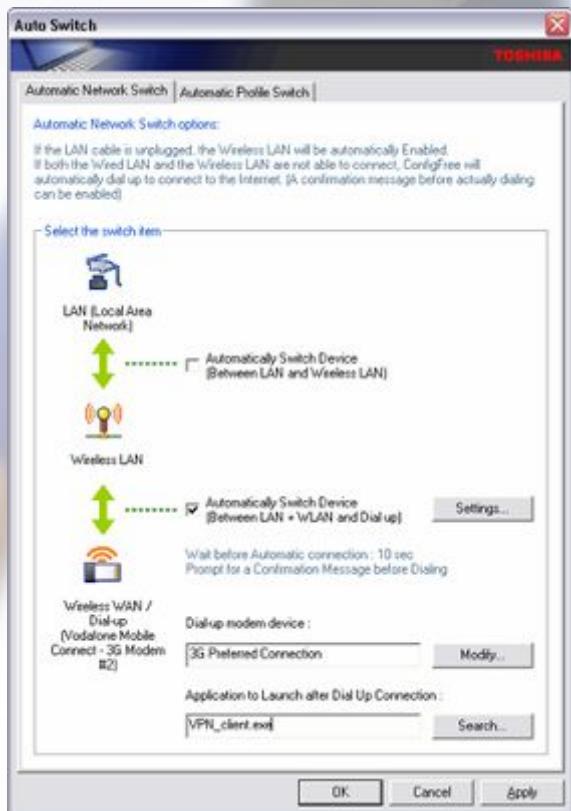 Auto Switch
TOSHIBA
Automatic Network Switch
Automatic Profile Switch
Automatic Network Switch options:
If the LAN cable is unplugged, the Wireless LAN will be automatically Enabled.
If both the Wired LAN and the Wireless LAN are not able to connect, ConfigFree will
automatically dial up to connect to the Internet. (A confirmation message before actually dialing
can be enabled)
Select the switch item
LAN (Local Area
Network)
Automatically Switch Device
(Between LAN and Wireless LAN)
Wireless LAN
Automatically Switch Device
(Between LAN + WLAN and Dial up)
Settings...
Wait before Automatic connection : 10 sec
Prompt for a Confirmation Message before Dialing
Wireless WAN /
Dial-up
(Vodafone Mobile
Connect - 3G Modem
#2)
Dial-up modem device :
3G Preferred Connection
Modify...
Application to Launch after Dial Up Connection :
VPN_client.exe
Search...
OK
Cancel
Apply